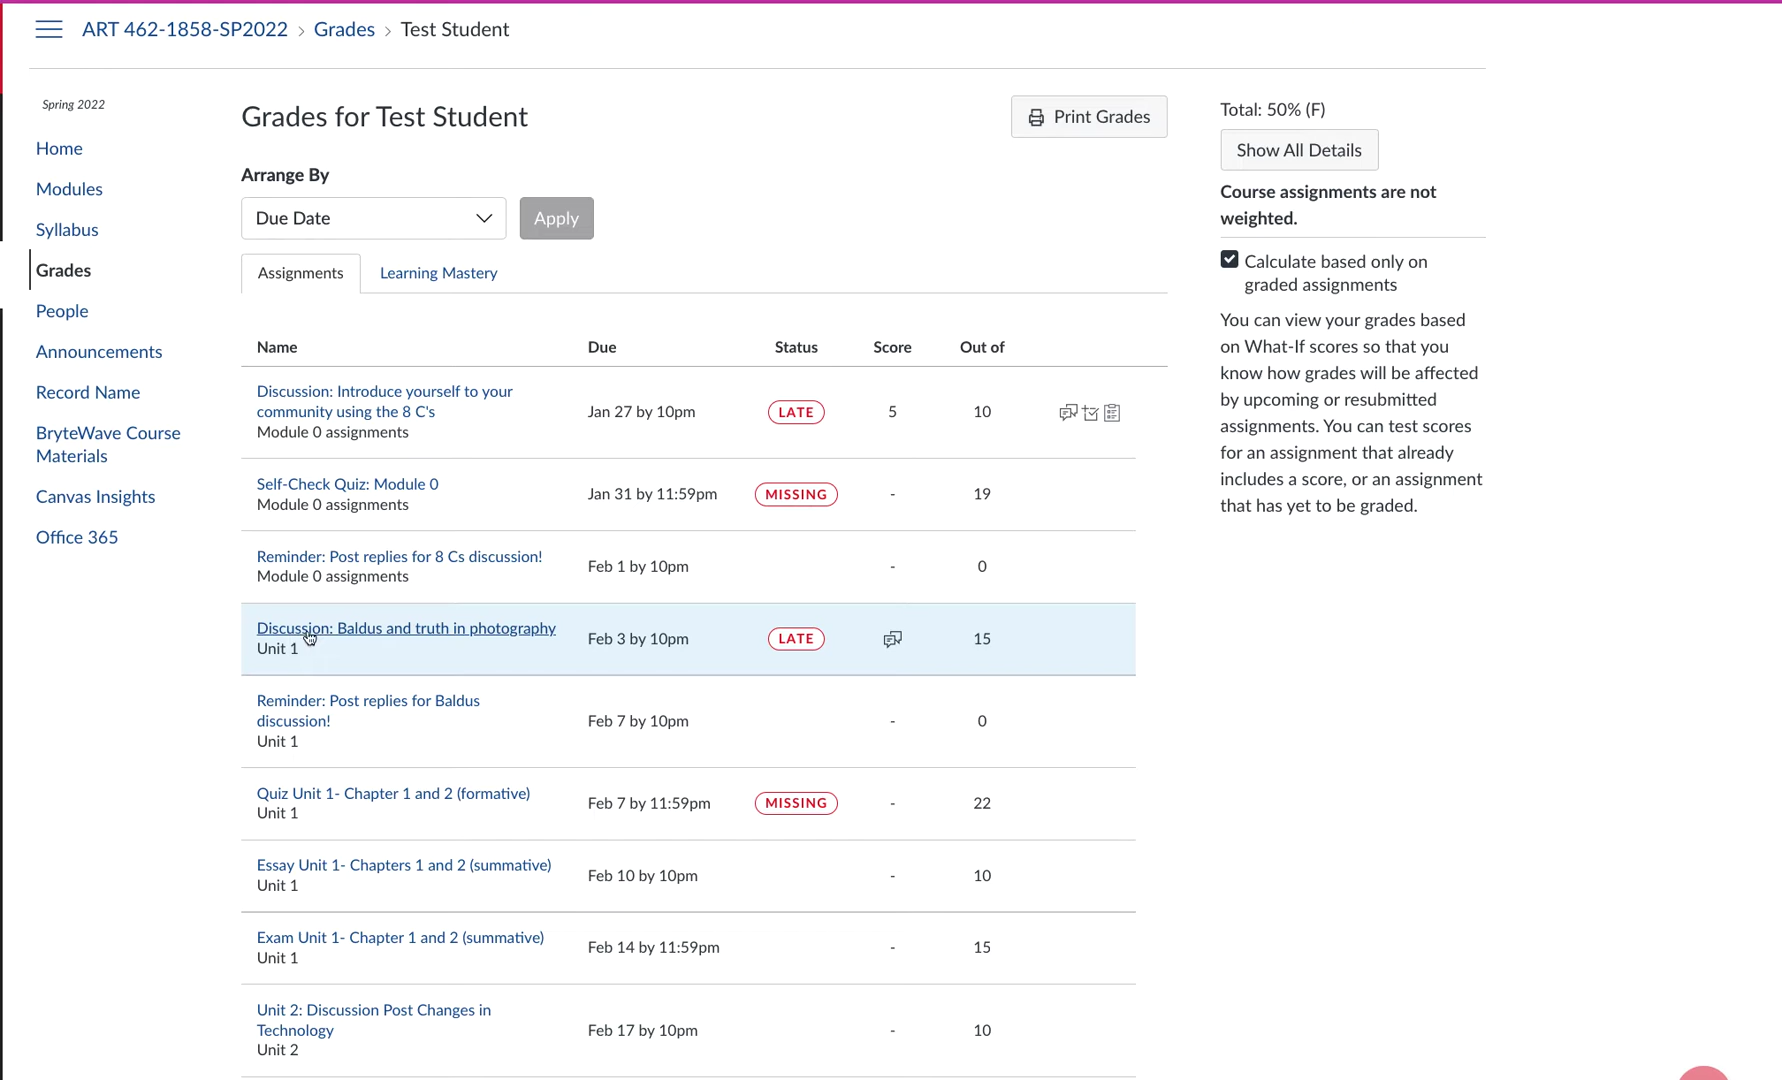 ART 462-1858-SP2022 › Grades › Test Student
Spring 2022
Home
Modules
Syllabus
Grades
People
Announcements
Record Name
BryteWave Course
Materials
Canvas Insights
Office 365
Grades for Test Student
Print Grades
Arrange By
Due Date
Apply
Assignments
Learning Mastery
Name Due Status Score Out of
Discussion: Introduce yourself to your
community using the 8 C's
Module 0 assignments
Jan 27 by 10pm LATE 5 10
Self-Check Quiz: Module 0
Module 0 assignments
Jan 31 by 11:59pm MISSING - 19
Reminder: Post replies for 8 Cs discussion!
Module 0 assignments
Feb 1 by 10pm - 0
Discussion: Baldus and truth in photography
Unit 1
Feb 3 by 10pm LATE 15
Reminder: Post replies for Baldus
discussion!
Unit 1
Feb 7 by 10pm - 0
Quiz Unit 1- Chapter 1 and 2 (formative)
Unit 1
Feb 7 by 11:59pm MISSING - 22
Essay Unit 1- Chapters 1 and 2 (summative)
Unit 1
Feb 10 by 10pm - 10
Exam Unit 1- Chapter 1 and 2 (summative)
Unit 1
Feb 14 by 11:59pm - 15
Unit 2: Discussion Post Changes in
Technology
Unit 2
Feb 17 by 10pm - 10
Total: 50% (F)
Show All Details
Course assignments are not
weighted.
Calculate based only on
graded assignments
You can view your grades based
on What-If scores so that you
know how grades will be affected
by upcoming or resubmitted
assignments. You can test scores
for an assignment that already
includes a score, or an assignment
that has yet to be graded.